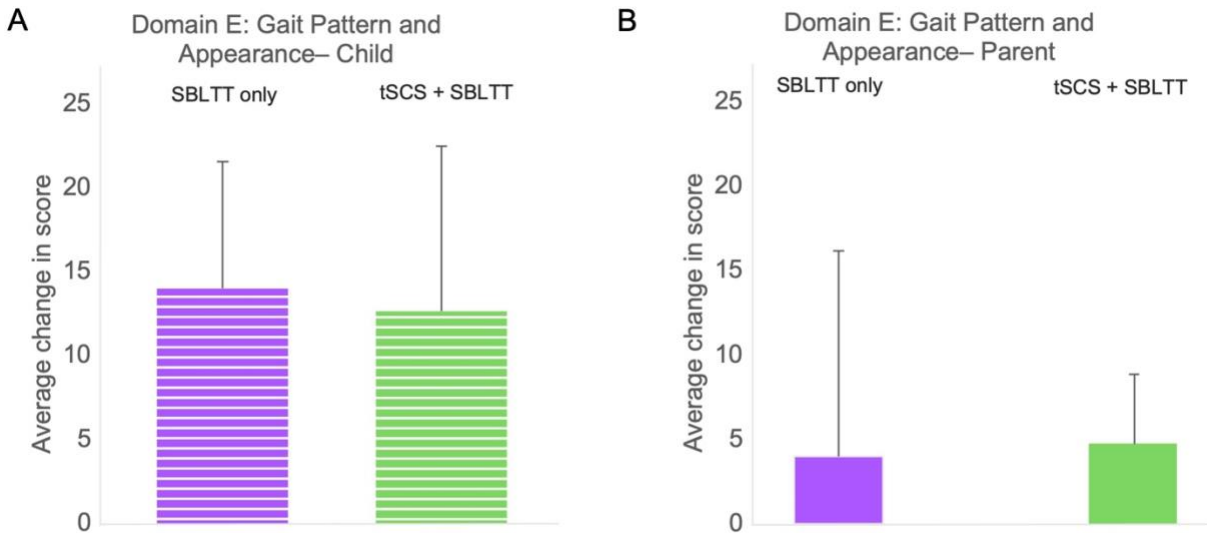 A
Domain E: Gait Pattern and
Appearance– Child
SBLTT only
tSCS + SBLTT
Average change in score
25
20
15
10
5
0
B
Domain E: Gait Pattern and
Appearance– Parent
SBLTT only
tSCS + SBLTT
Average change in score
25
20
15
10
5
0